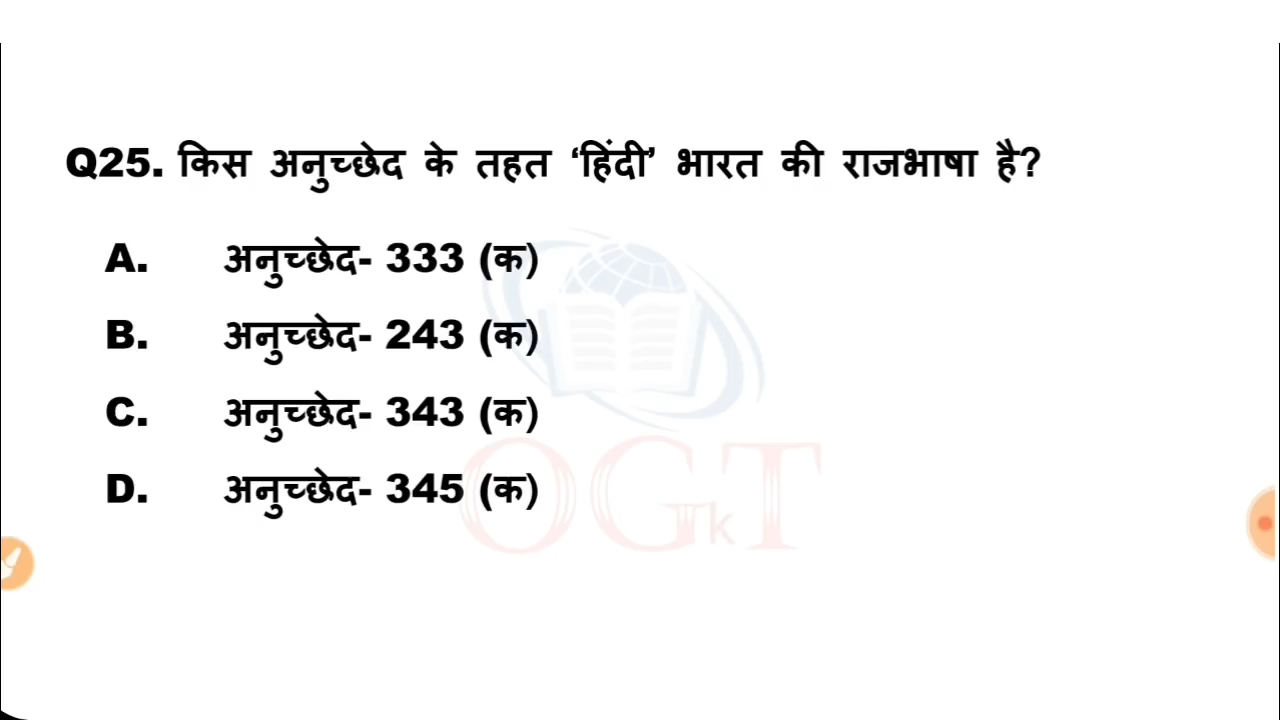 Q25. किस अनुच्छेद के तहत ‘हिंदी’ भारत की राजभाषा है?
A. अनुच्छेद- 333 (क)
B. अनुच्छेद- 243 (क)
C. अनुच्छेद- 343 (क)
D. अनुच्छेद- 345 (क)
OGkT